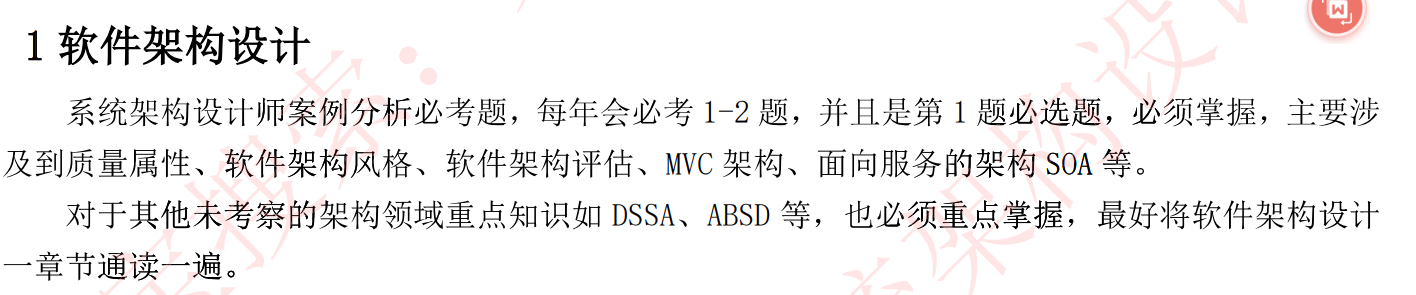 1 软件架构设计
系统架构设计师案例分析必考题，每年会必考 1-2 题，并且是第 1 题必选题，必须掌握，主要涉
及到质量属性、软件架构风格、软件架构评估、MVC 架构、面向服务的架构 SOA 等。
对于其他未考察的架构领域重点知识如 DSSA、ABSD 等，也必须重点掌握，最好将软件架构设计
一章节通读一遍。